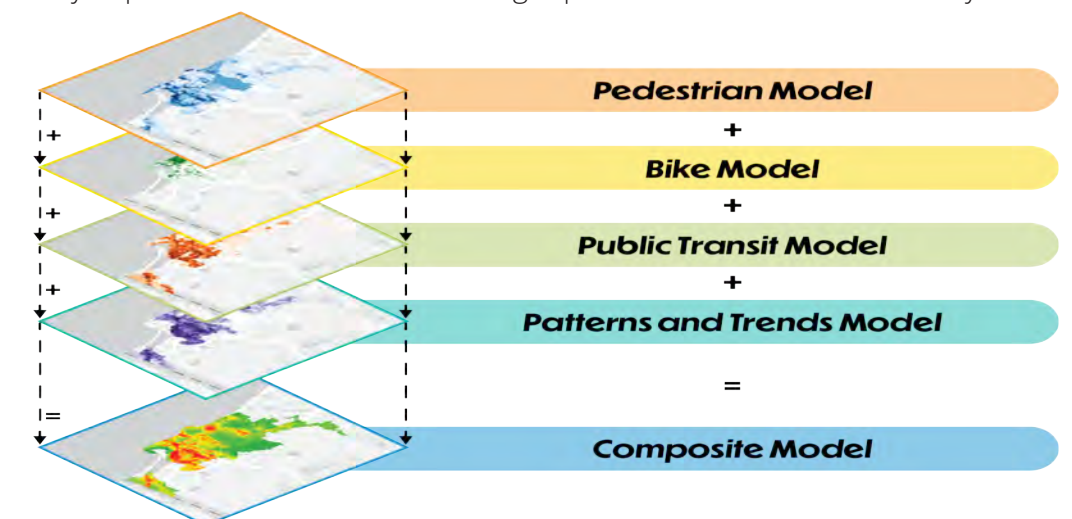 Pedestrian Model
+
+
Bike Model
+
+
Public Transit Model
+
+
Patterns and Trends Model
=
=
Composite Model